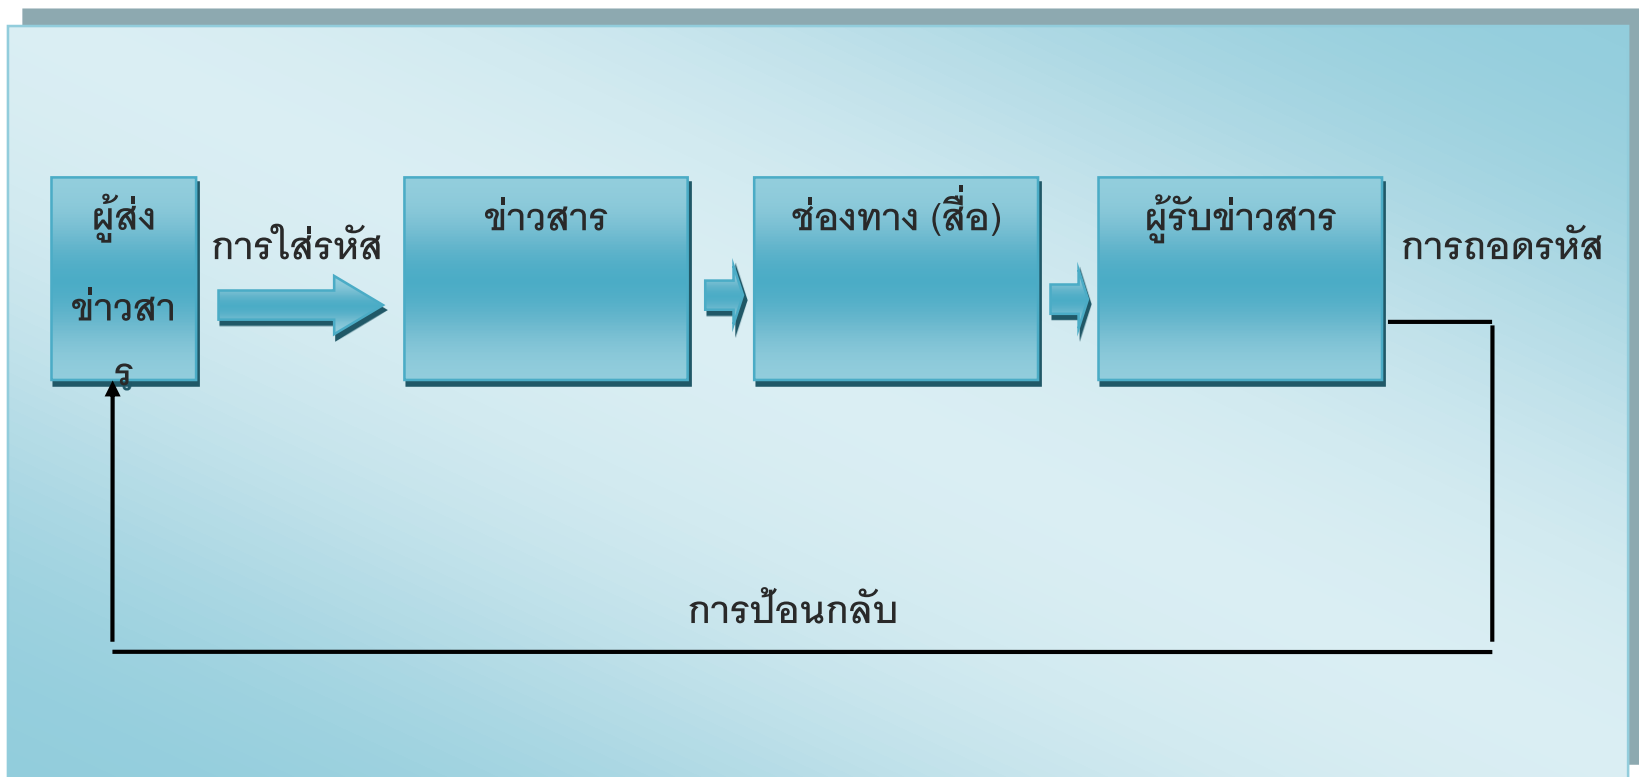 ผู้ส่ง
ข่าวสา
ร
การใส่รหัส
ข่าวสาร
ช่องทาง (สื่อ)
ผู้รับข่าวสาร
การถอดรหัส
การป้อนกลับ